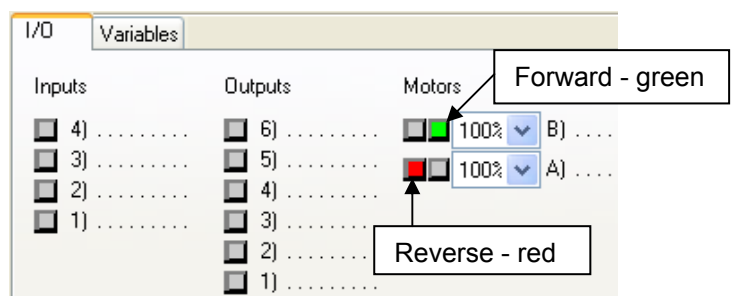 I/O Variables
Forward - green
Inputs Outputs Motors
4) ......... 6) ......... 100% B) ....
3) ......... 5) ......... 100% A) ....
2) ......... 4) .........
1) ......... 3) .........
2) .........
1) .........
Reverse - red